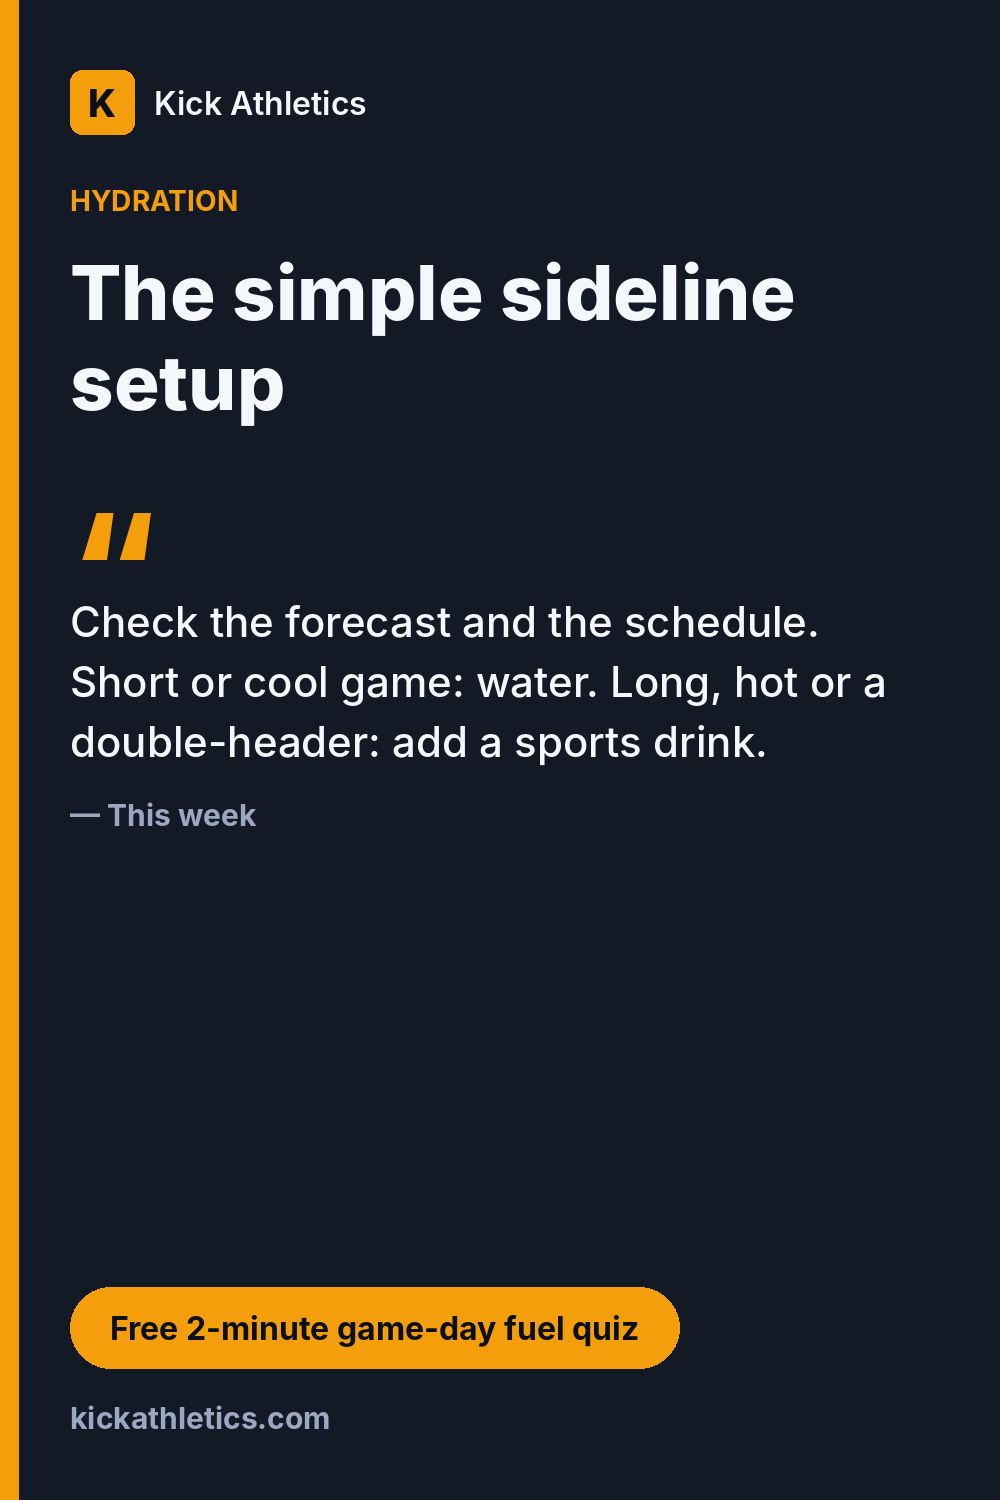 K
Kick Athletics
HYDRATION
The simple sideline
setup
“
Check the forecast and the schedule.
Short or cool game: water. Long, hot or a
double-header: add a sports drink.
— This week
Free 2-minute game-day fuel quiz
kickathletics.com